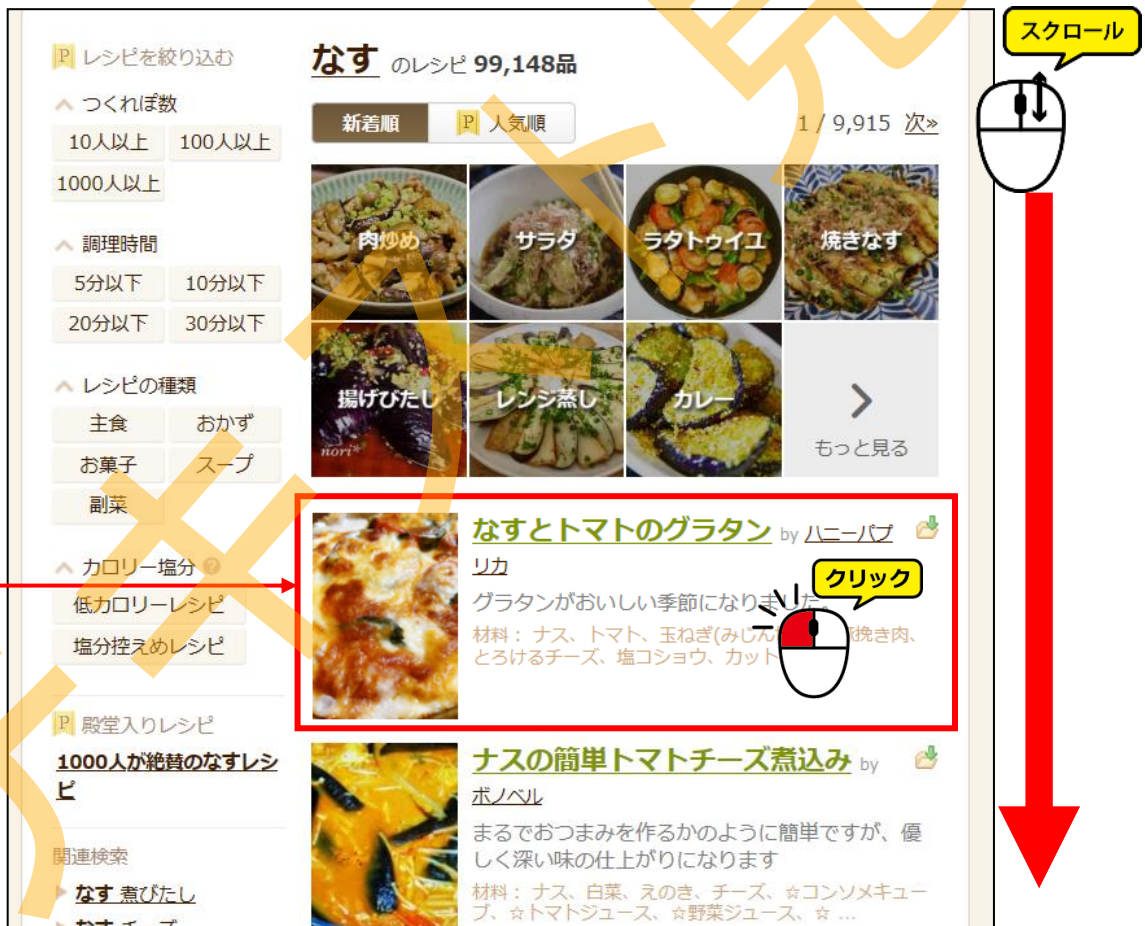 スクロール
P レシピを絞り込む
つくれぽ数
10人以上 100人以上
1000人以上
調理時間
5分以下 10分以下
20分以下 30分以下
レシピの種類
主食 おかず
お菓子 スープ
副菜
カロリー塩分 ?
低カロリーレシピ
塩分控えめレシピ
P 殿堂入りレシピ
1000人が絶賛のなすレシ
ピ
関連検索
なす 煮びたし
なす チーズ
なす のレシピ 99,148品
新着順 P 人気順 1 / 9,915 次»
肉炒め サラダ ラタトゥイユ 焼きなす
揚げびたし レンジ蒸し カレー もっと見る
nori*
なすとトマトのグラタン by ハニーパプ
リカ
クリック
グラタンがおいしい季節になりました。
材料： ナス、トマト、玉ねぎ(みじん 挽き肉、
とろけるチーズ、塩コショウ、カット
ナスの簡単トマトチーズ煮込み by
ボノベル
まるでおつまみを作るかのように簡単ですが、優
しく深い味の仕上がりになります
材料： ナス、白菜、えのき、チーズ、☆コンソメキュー
ブ、☆トマトジュース、☆野菜ジュース、☆ ...